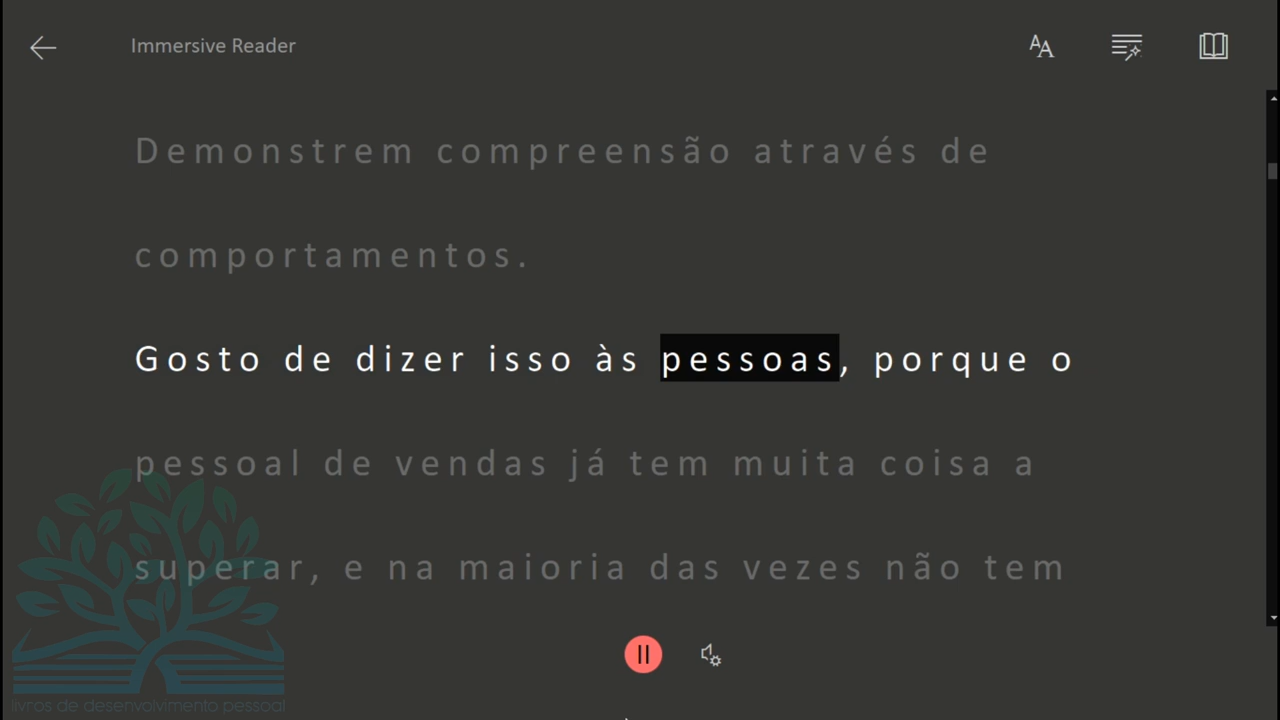 Immersive Reader
Demonstrem compreensão através de
comportamentos.
Gosto de dizer isso às pessoas, porque o
pessoal de vendas já tem muita coisa a
superar, e na maioria das vezes não tem
livros de desenvolvimento pessoal